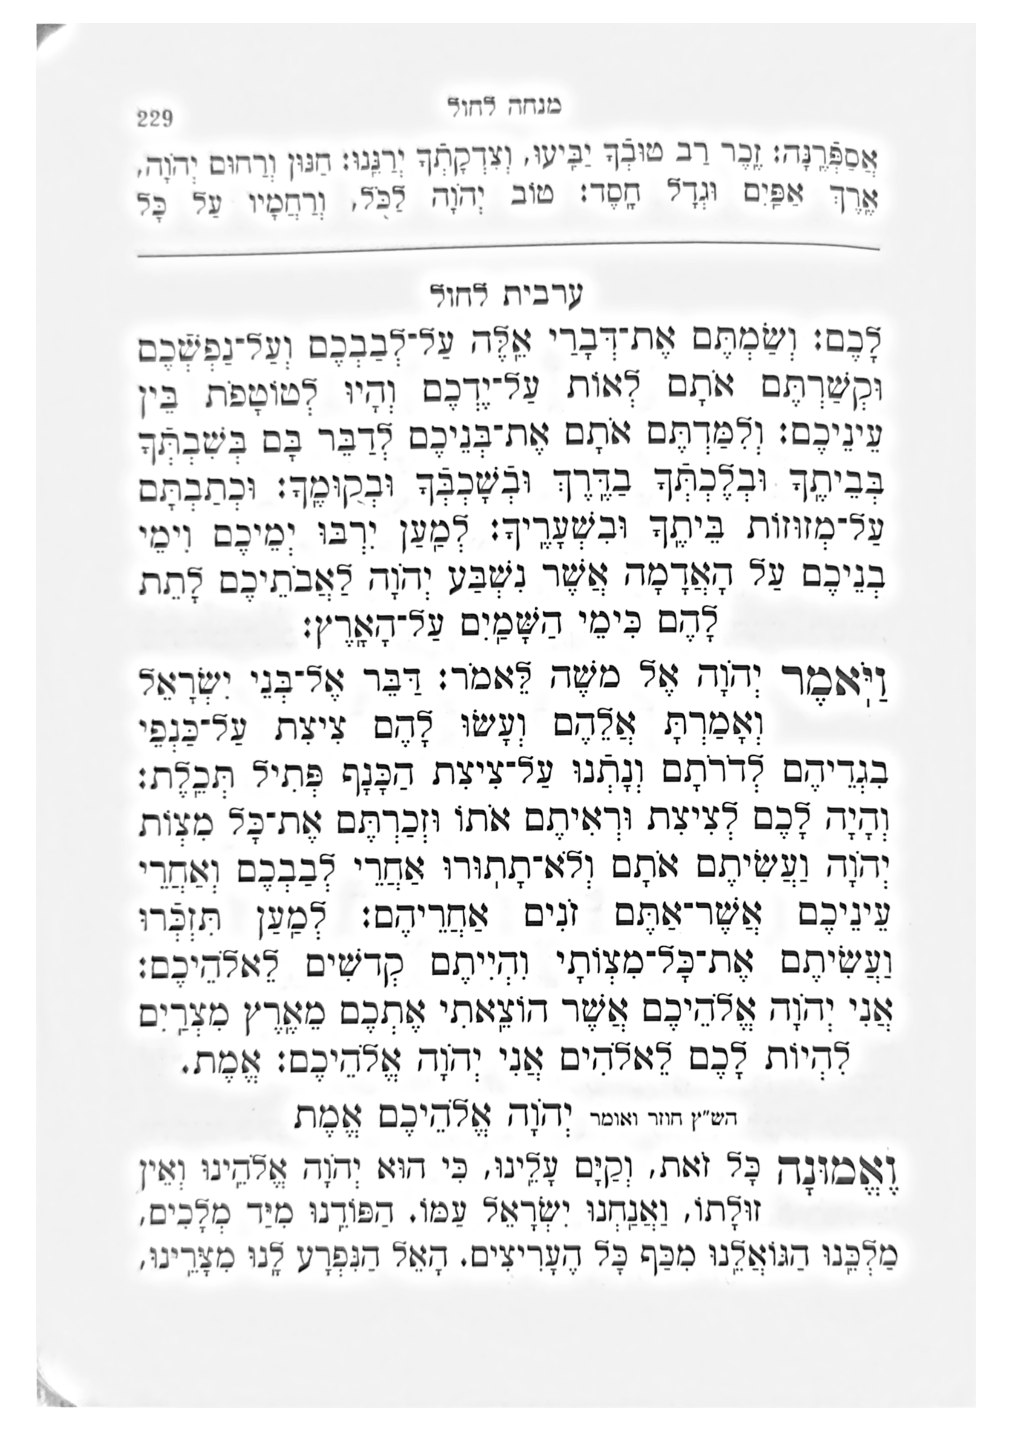 מנחה לחול
229
אֲסַפְּרֶֽנָּה׃ זֵֽכֶר רַב טוּבְךָ יַבִּֽיעוּ, וְצִדְקָתְךָ יְרַנֵּֽנוּ׃ חַנּוּן וְרַחוּם יְהֹוָה,
אֶֽרֶךְ אַפַּֽיִם וּגְדָל חָֽסֶד׃ טוֹב יְהֹוָה לַכֹּל, וְרַחֲמָיו עַל כָּל
ערבית לחול
לָכֶם׃ וְשַׂמְתֶּם אֶת־דְּבָרַי אֵֽלֶּה עַל־לְבַבְכֶם וְעַל־נַפְשְׁכֶם
וּקְשַׁרְתֶּם אֹתָם לְאוֹת עַל־יֶדְכֶם וְהָיוּ לְטוֹטָפֹת בֵּין
עֵינֵיכֶם׃ וְלִמַּדְתֶּם אֹתָם אֶת־בְּנֵיכֶם לְדַבֵּר בָּם בְּשִׁבְתְּךָ
בְּבֵיתֶֽךָ וּבְלֶכְתְּךָ בַדֶּֽרֶךְ וּבְשָׁכְבְּךָ וּבְקוּמֶֽךָ׃ וּכְתַבְתָּם
עַל־מְזוּזוֹת בֵּיתֶֽךָ וּבִשְׁעָרֶֽיךָ׃ לְמַֽעַן יִרְבּוּ יְמֵיכֶם וִימֵי
בְנֵיכֶם עַל הָאֲדָמָה אֲשֶׁר נִשְׁבַּע יְהֹוָה לַאֲבֹתֵיכֶם לָתֵת
לָהֶם כִּימֵי הַשָּׁמַֽיִם עַל־הָאָֽרֶץ׃
וַיֹּֽאמֶר יְהֹוָה אֶל מֹשֶׁה לֵּאמֹר׃ דַּבֵּר אֶל־בְּנֵי יִשְׂרָאֵל
וְאָמַרְתָּ אֲלֵהֶם וְעָשׂוּ לָהֶם צִיצִת עַל־כַּנְפֵי
בִגְדֵיהֶם לְדֹרֹתָם וְנָתְנוּ עַל־צִיצִת הַכָּנָף פְּתִיל תְּכֵֽלֶת׃
וְהָיָה לָכֶם לְצִיצִת וּרְאִיתֶם אֹתוֹ וּזְכַרְתֶּם אֶת־כָּל מִצְוֹת
יְהֹוָה וַעֲשִׂיתֶם אֹתָם וְלֹא־תָתֽוּרוּ אַחֲרֵי לְבַבְכֶם וְאַחֲרֵי
עֵינֵיכֶם אֲשֶׁר־אַתֶּם זֹנִים אַחֲרֵיהֶם׃ לְמַֽעַן תִּזְכְּרוּ
וַעֲשִׂיתֶם אֶת־כָּל־מִצְוֹתָי וִהְיִיתֶם קְדֹשִׁים לֵאלֹהֵיכֶם׃
אֲנִי יְהֹוָה אֱלֹהֵיכֶם אֲשֶׁר הוֹצֵֽאתִי אֶתְכֶם מֵאֶֽרֶץ מִצְרַֽיִם
לִהְיוֹת לָכֶם לֵאלֹהִים אֲנִי יְהֹוָה אֱלֹהֵיכֶם׃ אֱמֶת.
הש״ץ חוזר ואומר יְהֹוָה אֱלֹהֵיכֶם אֱמֶת
וֶאֱמוּנָה כָּל זֹאת, וְקַיָּם עָלֵֽינוּ, כִּי הוּא יְהֹוָה אֱלֹהֵֽינוּ וְאֵין
זוּלָתוֹ, וַאֲנַֽחְנוּ יִשְׂרָאֵל עַמּוֹ. הַפּוֹדֵֽנוּ מִיַּד מְלָכִים,
מַלְכֵּֽנוּ הַגּוֹאֲלֵֽנוּ מִכַּף כָּל הֶעָרִיצִים. הָאֵל הַנִּפְרָע לָֽנוּ מִצָּרֵֽינוּ,